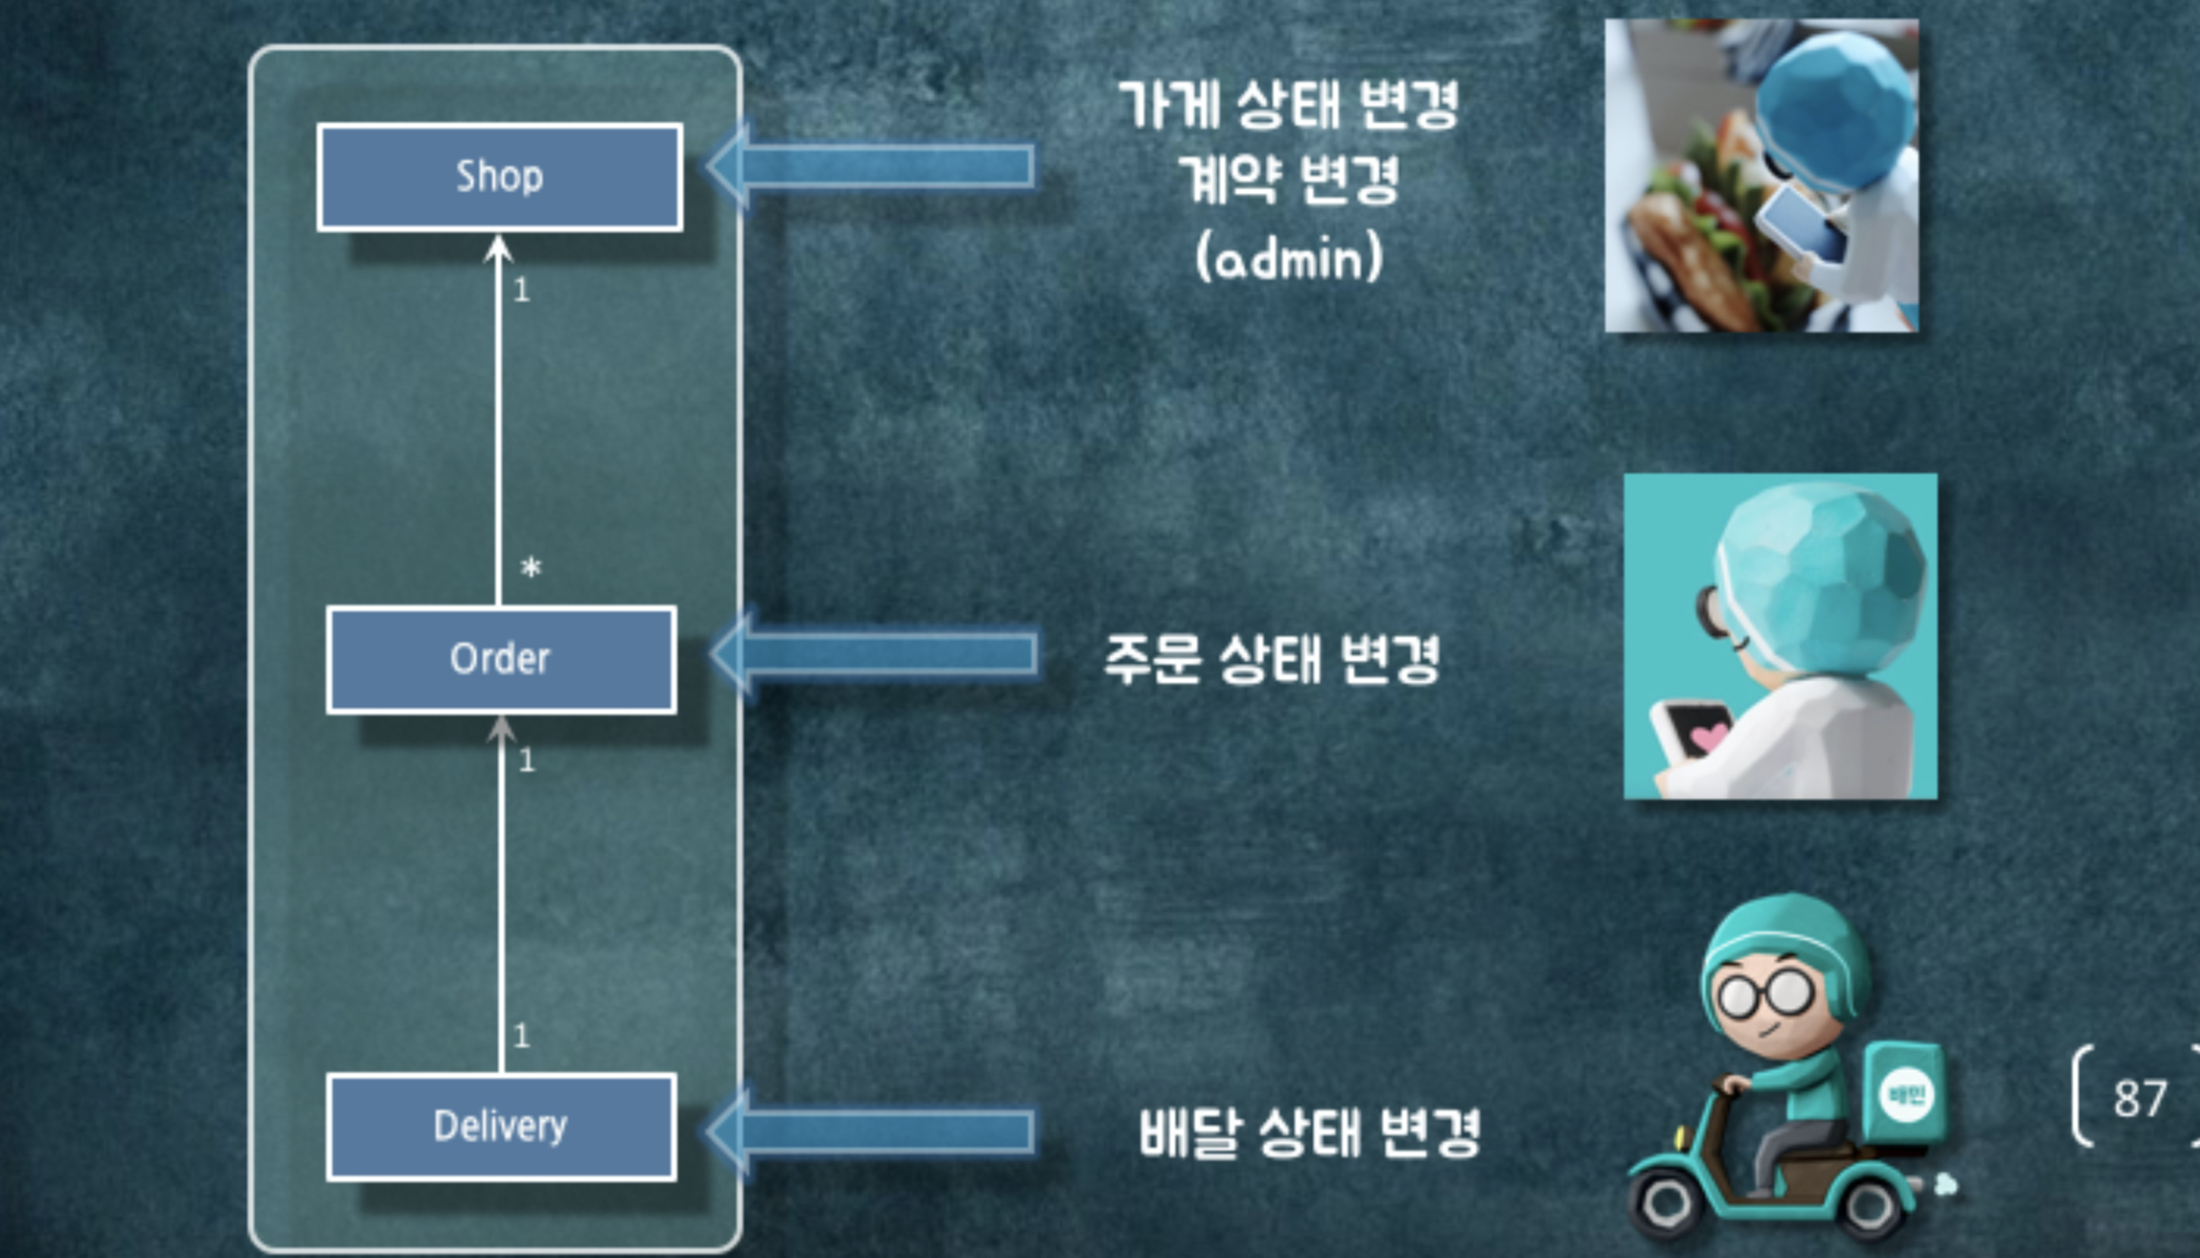 Shop
1
*
가게 상태 변경
계약 변경
(admin)
Order
1
1
주문 상태 변경
Delivery
배달 상태 변경
배민
87